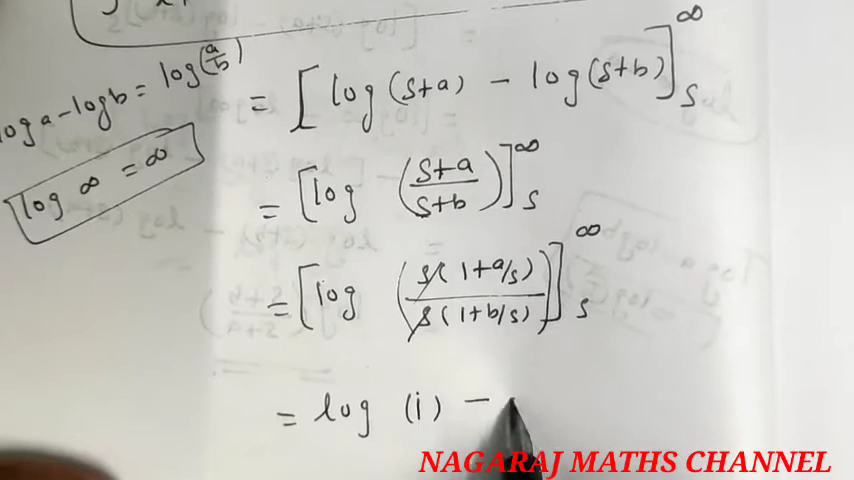 log a - log b = log(a/b)
log ∞ = ∞
= [log (s+a) - log(s+b)]_s^∞
= [log ((s+a)/(s+b))]_s^∞
= [log (s(1+a/s)/s(1+b/s))]_s^∞
= log (1) -
NAGARAJ MATHS CHANNEL